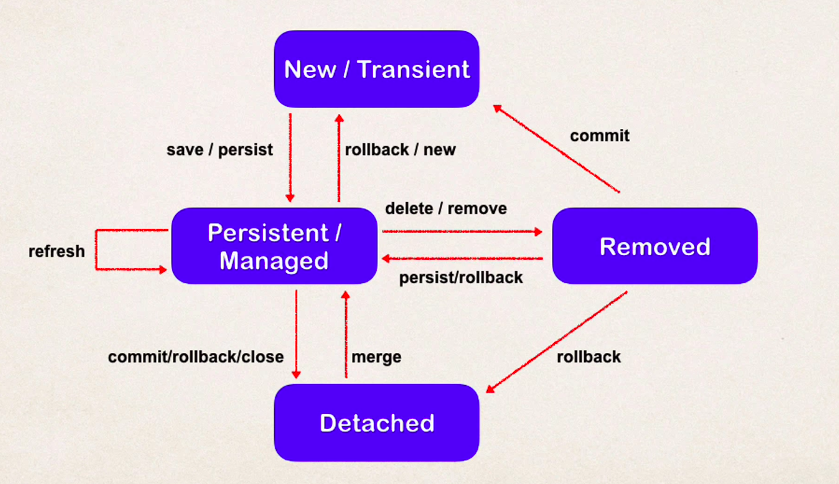 New / Transient
commit
save / persist
rollback / new
delete / remove
Persistent /
Managed
Removed
refresh
persist/rollback
commit/rollback/close
merge
rollback
Detached